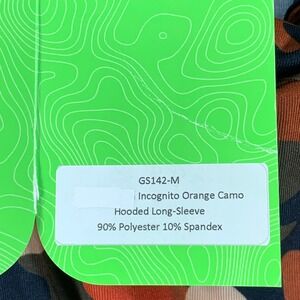 GS142-M
Incognito Orange Camo
Hooded Long-Sleeve
90% Polyester 10% Spandex